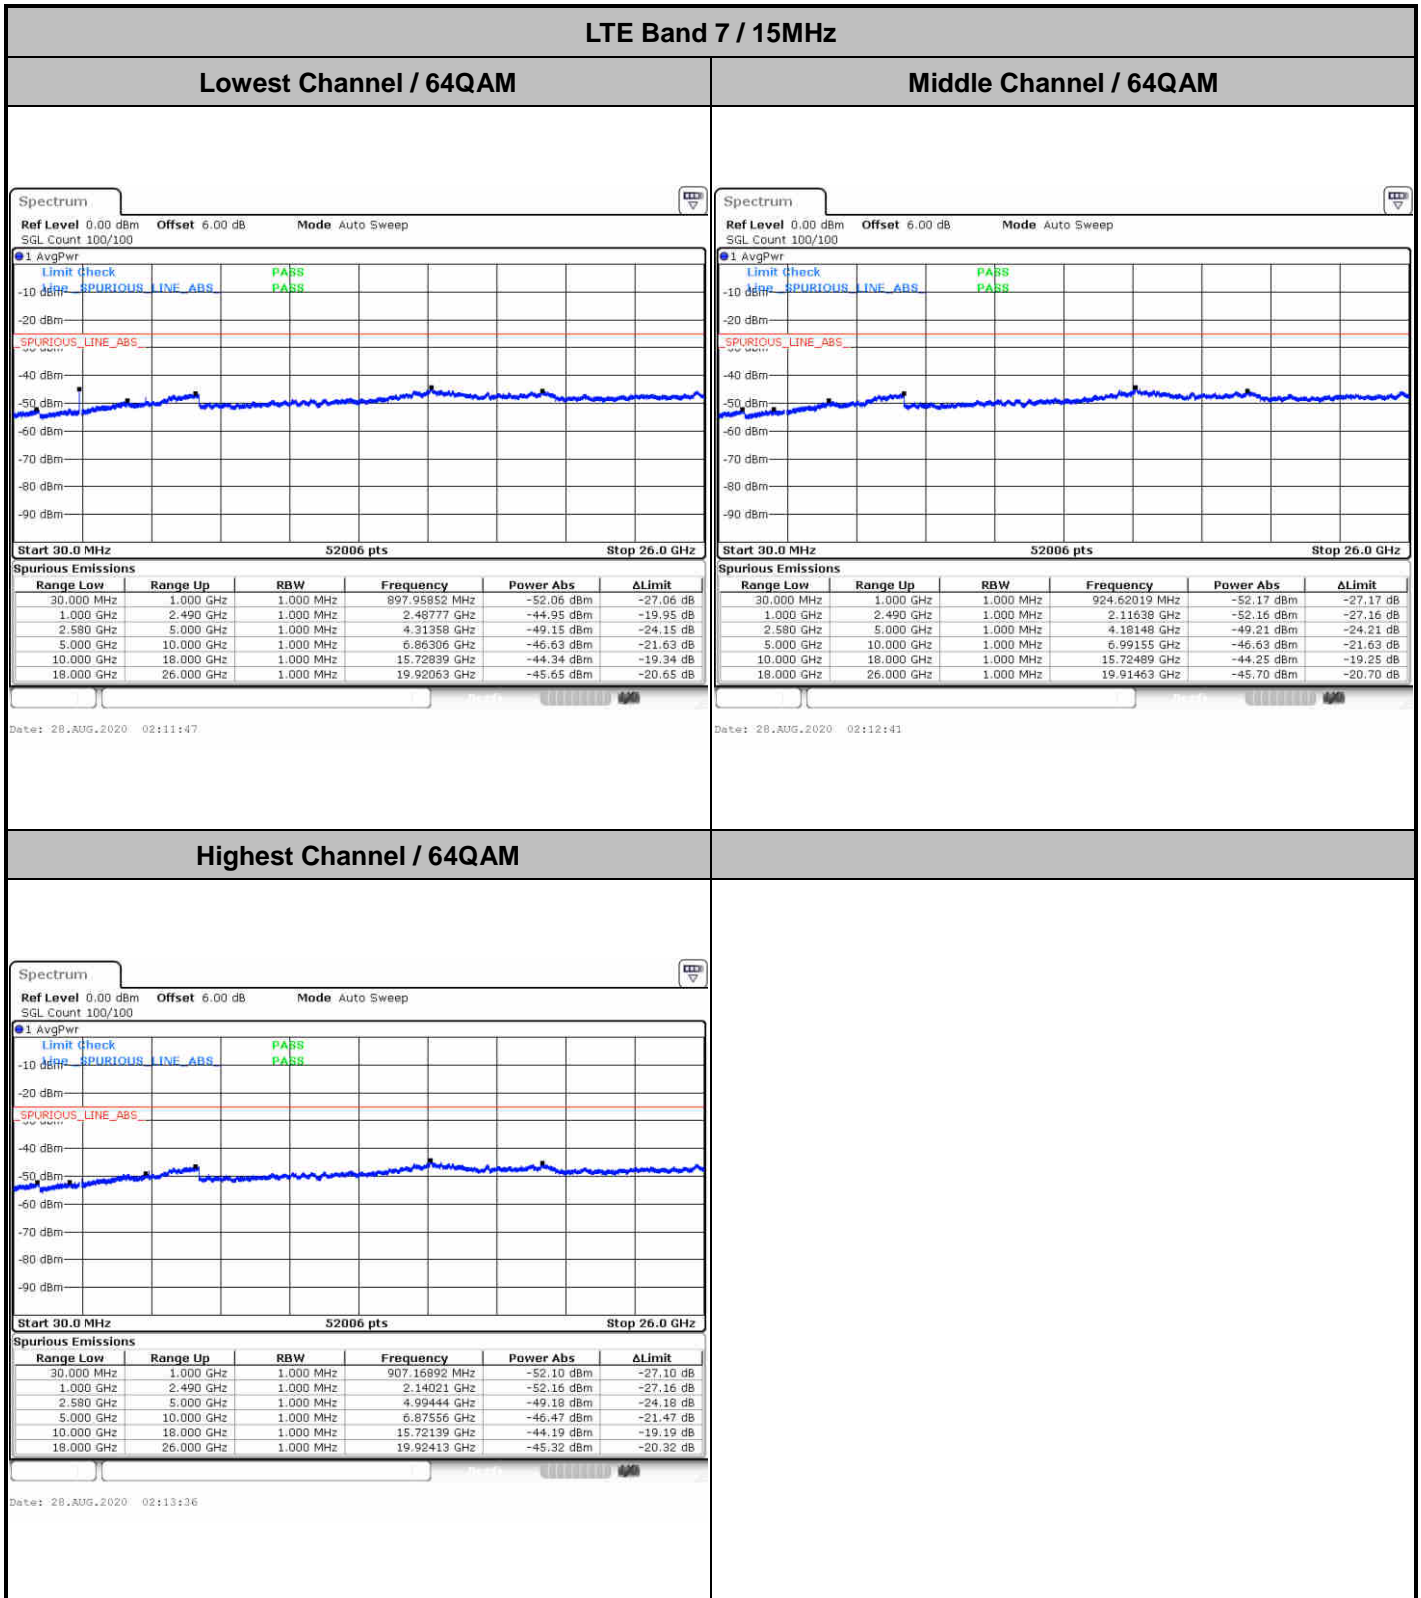 LTE Band 7 / 15MHz
Lowest Channel / 64QAM
Middle Channel / 64QAM
Spectrum
Ref Level 0.00 dBm Offset 6.00 dB Mode Auto Sweep
SGL Count 100/100
1 AvgPwr
Limit Check PASS
Line _SPURIOUS_LINE_ABS_ PASS
-10 dBm
-20 dBm
_SPURIOUS_LINE_ABS_
-30 dBm
-40 dBm
-50 dBm
-60 dBm
-70 dBm
-80 dBm
-90 dBm
Start 30.0 MHz 52006 pts Stop 26.0 GHz
Spurious Emissions
Range Low Range Up RBW Frequency Power Abs ΔLimit
30.000 MHz 1.000 GHz 1.000 MHz 897.95852 MHz -52.06 dBm -27.06 dB
1.000 GHz 2.490 GHz 1.000 MHz 2.48777 GHz -44.95 dBm -19.95 dB
2.580 GHz 5.000 GHz 1.000 MHz 4.31358 GHz -49.15 dBm -24.15 dB
5.000 GHz 10.000 GHz 1.000 MHz 6.86306 GHz -46.63 dBm -21.63 dB
10.000 GHz 18.000 GHz 1.000 MHz 15.72839 GHz -44.34 dBm -19.34 dB
18.000 GHz 26.000 GHz 1.000 MHz 19.92063 GHz -45.65 dBm -20.65 dB
Date: 28.AUG.2020 02:11:47
Spectrum
Ref Level 0.00 dBm Offset 6.00 dB Mode Auto Sweep
SGL Count 100/100
1 AvgPwr
Limit Check PASS
Line _SPURIOUS_LINE_ABS_ PASS
-10 dBm
-20 dBm
_SPURIOUS_LINE_ABS_
-30 dBm
-40 dBm
-50 dBm
-60 dBm
-70 dBm
-80 dBm
-90 dBm
Start 30.0 MHz 52006 pts Stop 26.0 GHz
Spurious Emissions
Range Low Range Up RBW Frequency Power Abs ΔLimit
30.000 MHz 1.000 GHz 1.000 MHz 924.62019 MHz -52.17 dBm -27.17 dB
1.000 GHz 2.490 GHz 1.000 MHz 2.11638 GHz -52.16 dBm -27.16 dB
2.580 GHz 5.000 GHz 1.000 MHz 4.18148 GHz -49.21 dBm -24.21 dB
5.000 GHz 10.000 GHz 1.000 MHz 6.99155 GHz -46.63 dBm -21.63 dB
10.000 GHz 18.000 GHz 1.000 MHz 15.72489 GHz -44.25 dBm -19.25 dB
18.000 GHz 26.000 GHz 1.000 MHz 19.91463 GHz -45.70 dBm -20.70 dB
Date: 28.AUG.2020 02:12:41
Highest Channel / 64QAM
Spectrum
Ref Level 0.00 dBm Offset 6.00 dB Mode Auto Sweep
SGL Count 100/100
1 AvgPwr
Limit Check PASS
Line _SPURIOUS_LINE_ABS_ PASS
-10 dBm
-20 dBm
_SPURIOUS_LINE_ABS_
-30 dBm
-40 dBm
-50 dBm
-60 dBm
-70 dBm
-80 dBm
-90 dBm
Start 30.0 MHz 52006 pts Stop 26.0 GHz
Spurious Emissions
Range Low Range Up RBW Frequency Power Abs ΔLimit
30.000 MHz 1.000 GHz 1.000 MHz 907.16892 MHz -52.10 dBm -27.10 dB
1.000 GHz 2.490 GHz 1.000 MHz 2.14021 GHz -52.16 dBm -27.16 dB
2.580 GHz 5.000 GHz 1.000 MHz 4.99444 GHz -49.18 dBm -24.18 dB
5.000 GHz 10.000 GHz 1.000 MHz 6.87556 GHz -46.47 dBm -21.47 dB
10.000 GHz 18.000 GHz 1.000 MHz 15.72139 GHz -44.19 dBm -19.19 dB
18.000 GHz 26.000 GHz 1.000 MHz 19.92413 GHz -45.32 dBm -20.32 dB
Date: 28.AUG.2020 02:13:36